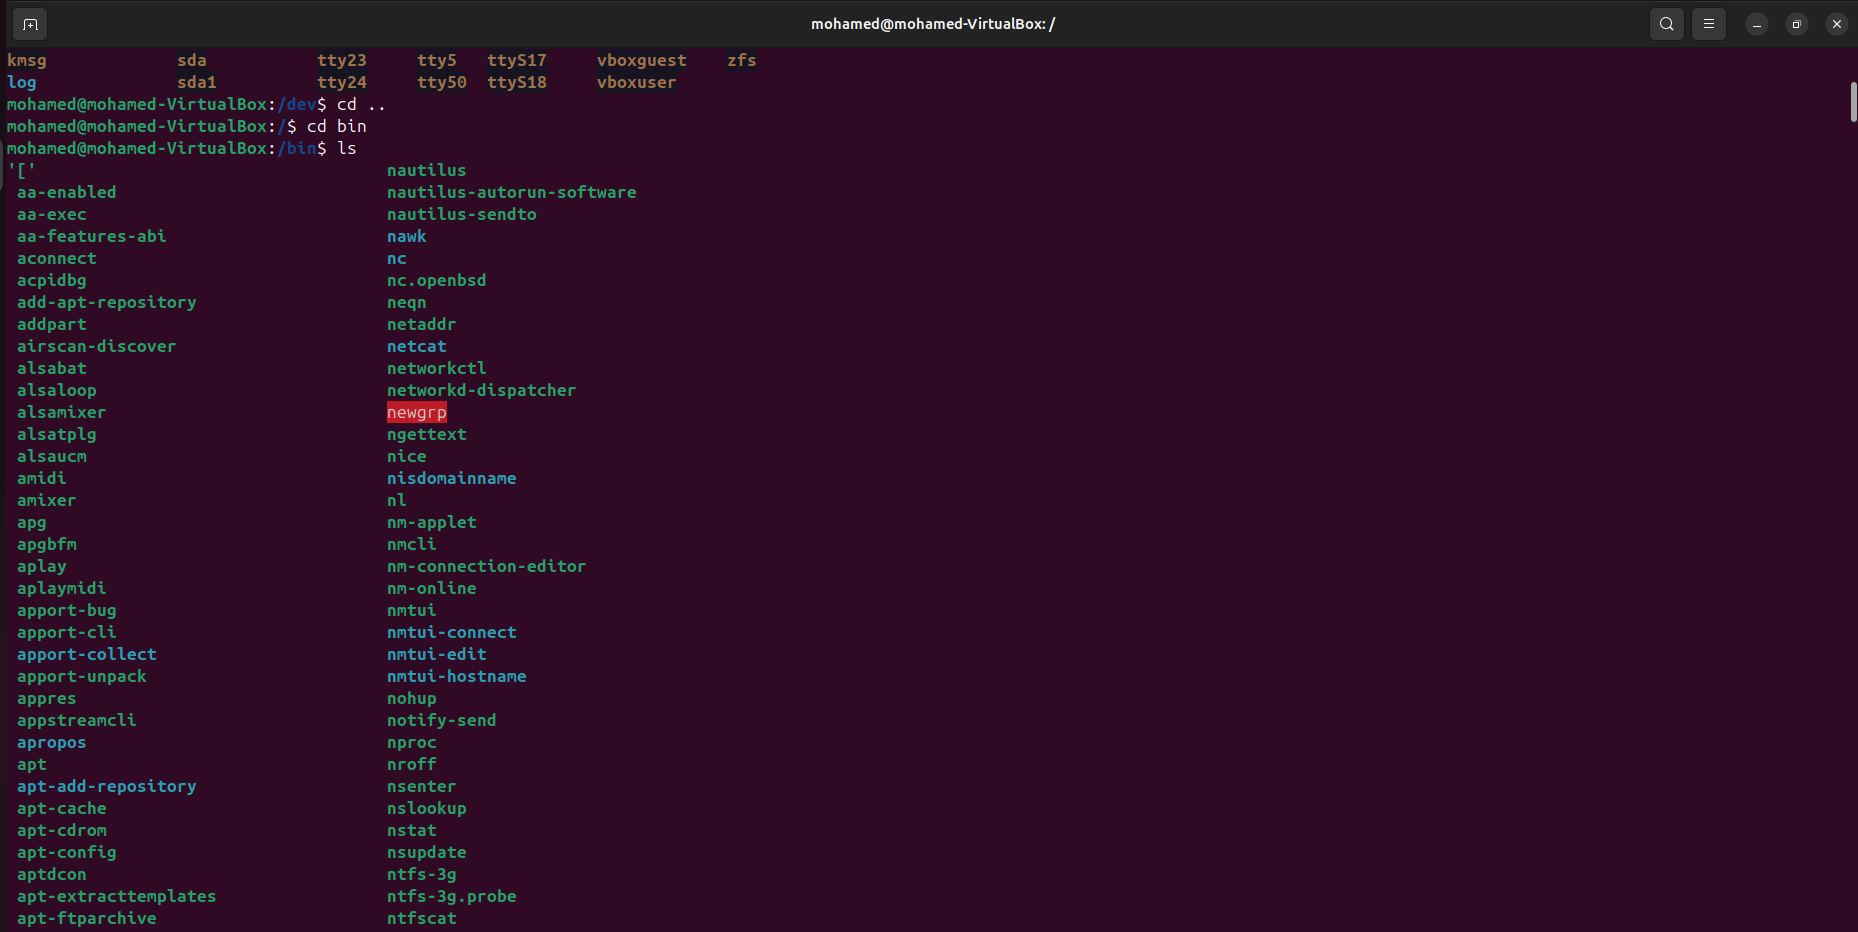 mohamed@mohamed-VirtualBox: /
kmsg sda tty23 tty5 ttyS17 vboxguest zfs
log sda1 tty24 tty50 ttyS18 vboxuser
mohamed@mohamed-VirtualBox:/dev$ cd ..
mohamed@mohamed-VirtualBox:/$ cd bin
mohamed@mohamed-VirtualBox:/bin$ ls
'[' nautilus
aa-enabled nautilus-autorun-software
aa-exec nautilus-sendto
aa-features-abi nawk
aconnect nc
acpidbg nc.openbsd
add-apt-repository neqn
addpart netaddr
airscan-discover netcat
alsabat networkctl
alsaloop networkd-dispatcher
alsamixer newgrp
alsatplg ngettext
alsaucm nice
amidi nisdomainname
amixer nl
apg nm-applet
apgbfm nmcli
aplay nm-connection-editor
aplaymidi nm-online
apport-bug nmtui
apport-cli nmtui-connect
apport-collect nmtui-edit
apport-unpack nmtui-hostname
appres nohup
appstreamcli notify-send
apropos nproc
apt nroff
apt-add-repository nsenter
apt-cache nslookup
apt-cdrom nstat
apt-config nsupdate
aptdcon ntfs-3g
apt-extracttemplates ntfs-3g.probe
apt-ftparchive ntfscat